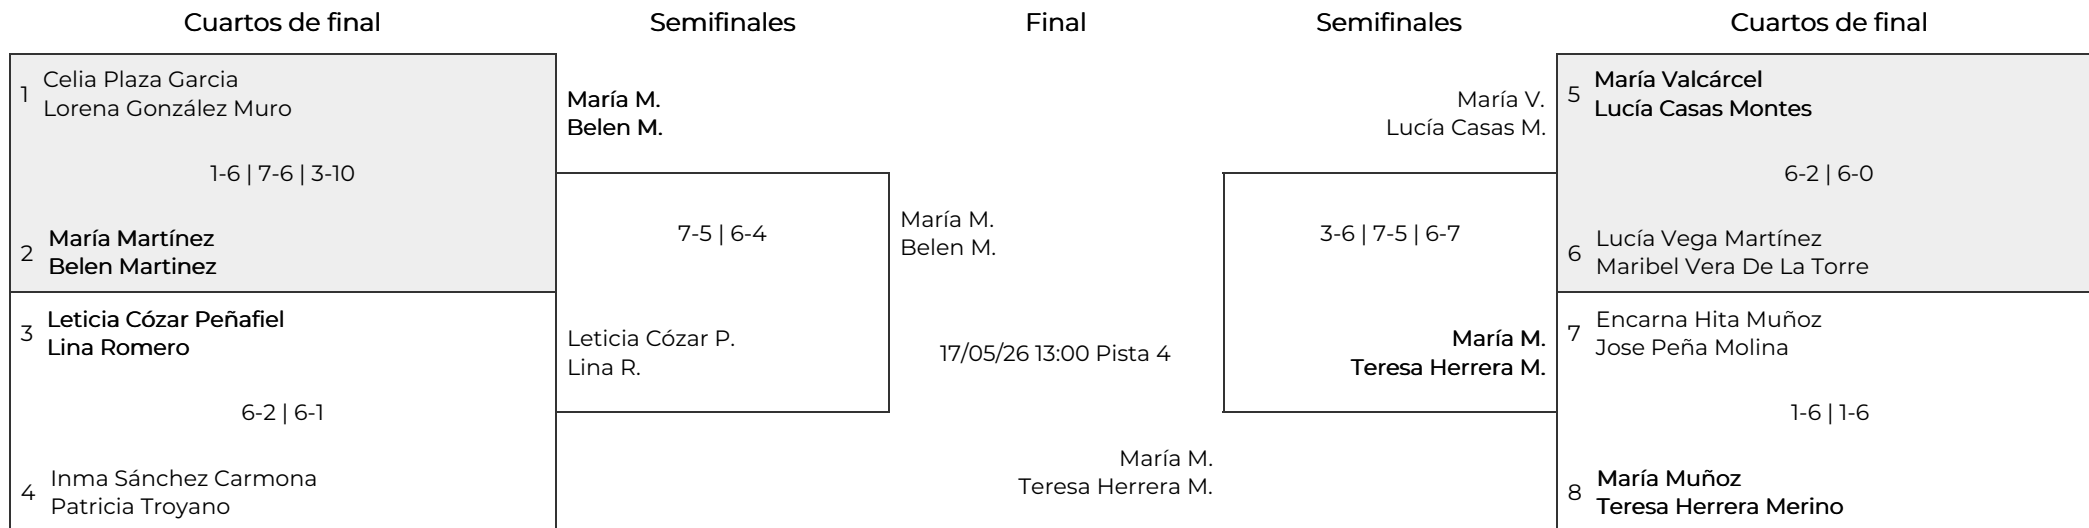 Cuartos de final
Semifinales
Final
Semifinales
Cuartos de final
1
Celia Plaza Garcia
Lorena González Muro
1-6 | 7-6 | 3-10
2
María Martínez
Belen Martinez
3
Leticia Cózar Peñafiel
Lina Romero
6-2 | 6-1
4
Inma Sánchez Carmona
Patricia Troyano
María M.
Belen M.
7-5 | 6-4
Leticia Cózar P.
Lina R.
María M.
Belen M.
17/05/26 13:00 Pista 4
María M.
Teresa Herrera M.
María V.
Lucía Casas M.
3-6 | 7-5 | 6-7
María M.
Teresa Herrera M.
5
María Valcárcel
Lucía Casas Montes
6-2 | 6-0
6
Lucía Vega Martínez
Maribel Vera De La Torre
7
Encarna Hita Muñoz
Jose Peña Molina
1-6 | 1-6
8
María Muñoz
Teresa Herrera Merino